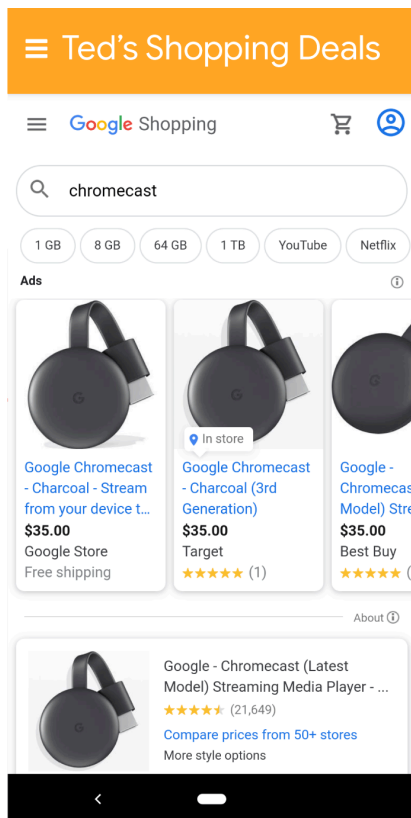 Ted's Shopping Deals
Google Shopping
chromecast
1 GB
8 GB
64 GB
1 TB
YouTube
Netflix
Ads
In store
Google Chromecast
- Charcoal - Stream
from your device t...
$35.00
Google Store
Free shipping
Google Chromecast
- Charcoal (3rd
Generation)
$35.00
Target
(1)
Google -
Chromecas
Model) Stre
$35.00
Best Buy
(
About
Google - Chromecast (Latest
Model) Streaming Media Player - ...
(21,649)
Compare prices from 50+ stores
More style options